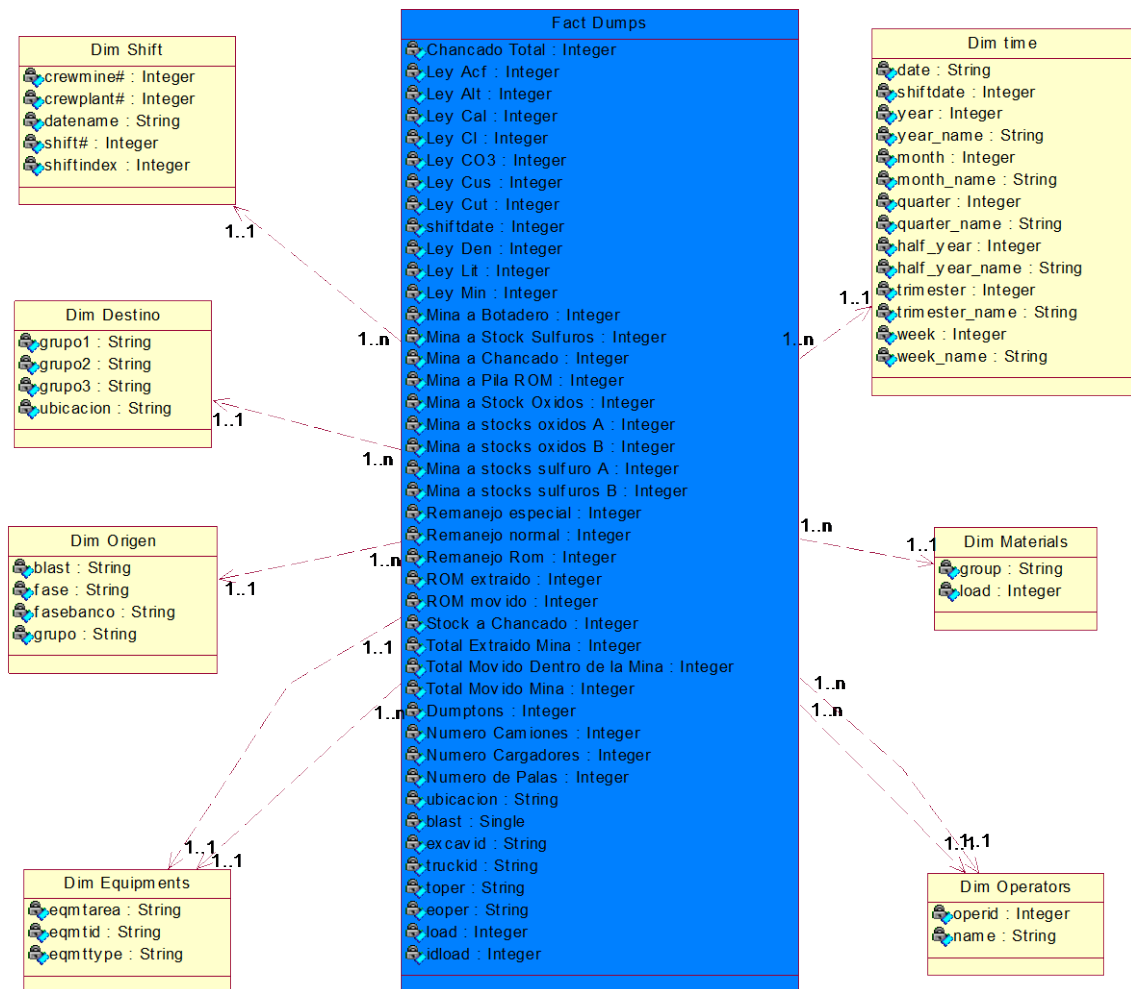 Fact Dumps
Chancado Total : Integer
Ley Acf : Integer
Ley Alt : Integer
Ley Cal : Integer
Ley Cl : Integer
Ley CO3 : Integer
Ley Cus : Integer
Ley Cut : Integer
shiftdate : Integer
Ley Den : Integer
Ley Lit : Integer
Ley Min : Integer
Mina a Botadero : Integer
Mina a Stock Sulfuros : Integer
Mina a Chancado : Integer
Mina a Pila ROM : Integer
Mina a Stock Oxidos : Integer
Mina a stocks oxidos A : Integer
Mina a stocks oxidos B : Integer
Mina a stocks sulfuro A : Integer
Mina a stocks sulfuros B : Integer
Remanejo especial : Integer
Remanejo normal : Integer
Remanejo Rom : Integer
ROM extraido : Integer
ROM movido : Integer
Stock a Chancado : Integer
Total Extraido Mina : Integer
Total Movido Dentro de la Mina : Integer
Total Movido Mina : Integer
Dumptons : Integer
Numero Camiones : Integer
Numero Cargadores : Integer
Numero de Palas : Integer
ubicacion : String
blast : Single
excavid : String
truckid : String
toper : String
eoper : String
load : Integer
idload : Integer
Dim Shift
crewmine# : Integer
crewplant# : Integer
datename : String
shift# : Integer
shiftindex : Integer
1..1
1..n
Dim Destino
grupo1 : String
grupo2 : String
grupo3 : String
ubicacion : String
1..1
1..n
Dim Origen
blast : String
fase : String
fasebanco : String
grupo : String
1..1
1..n
1..1
1..n
1..1
1..1
Dim Equipments
eqmtarea : String
eqmtid : String
eqmttype : String
Dim time
date : String
shiftdate : Integer
year : Integer
year_name : String
month : Integer
month_name : String
quarter : Integer
quarter_name : String
half_year : Integer
half_year_name : String
trimester : Integer
trimester_name : String
week : Integer
week_name : String
1..1
1..n
1..n
1..1
Dim Materials
group : String
load : Integer
1..n
1..n
1..1
1..1
Dim Operators
operid : Integer
name : String